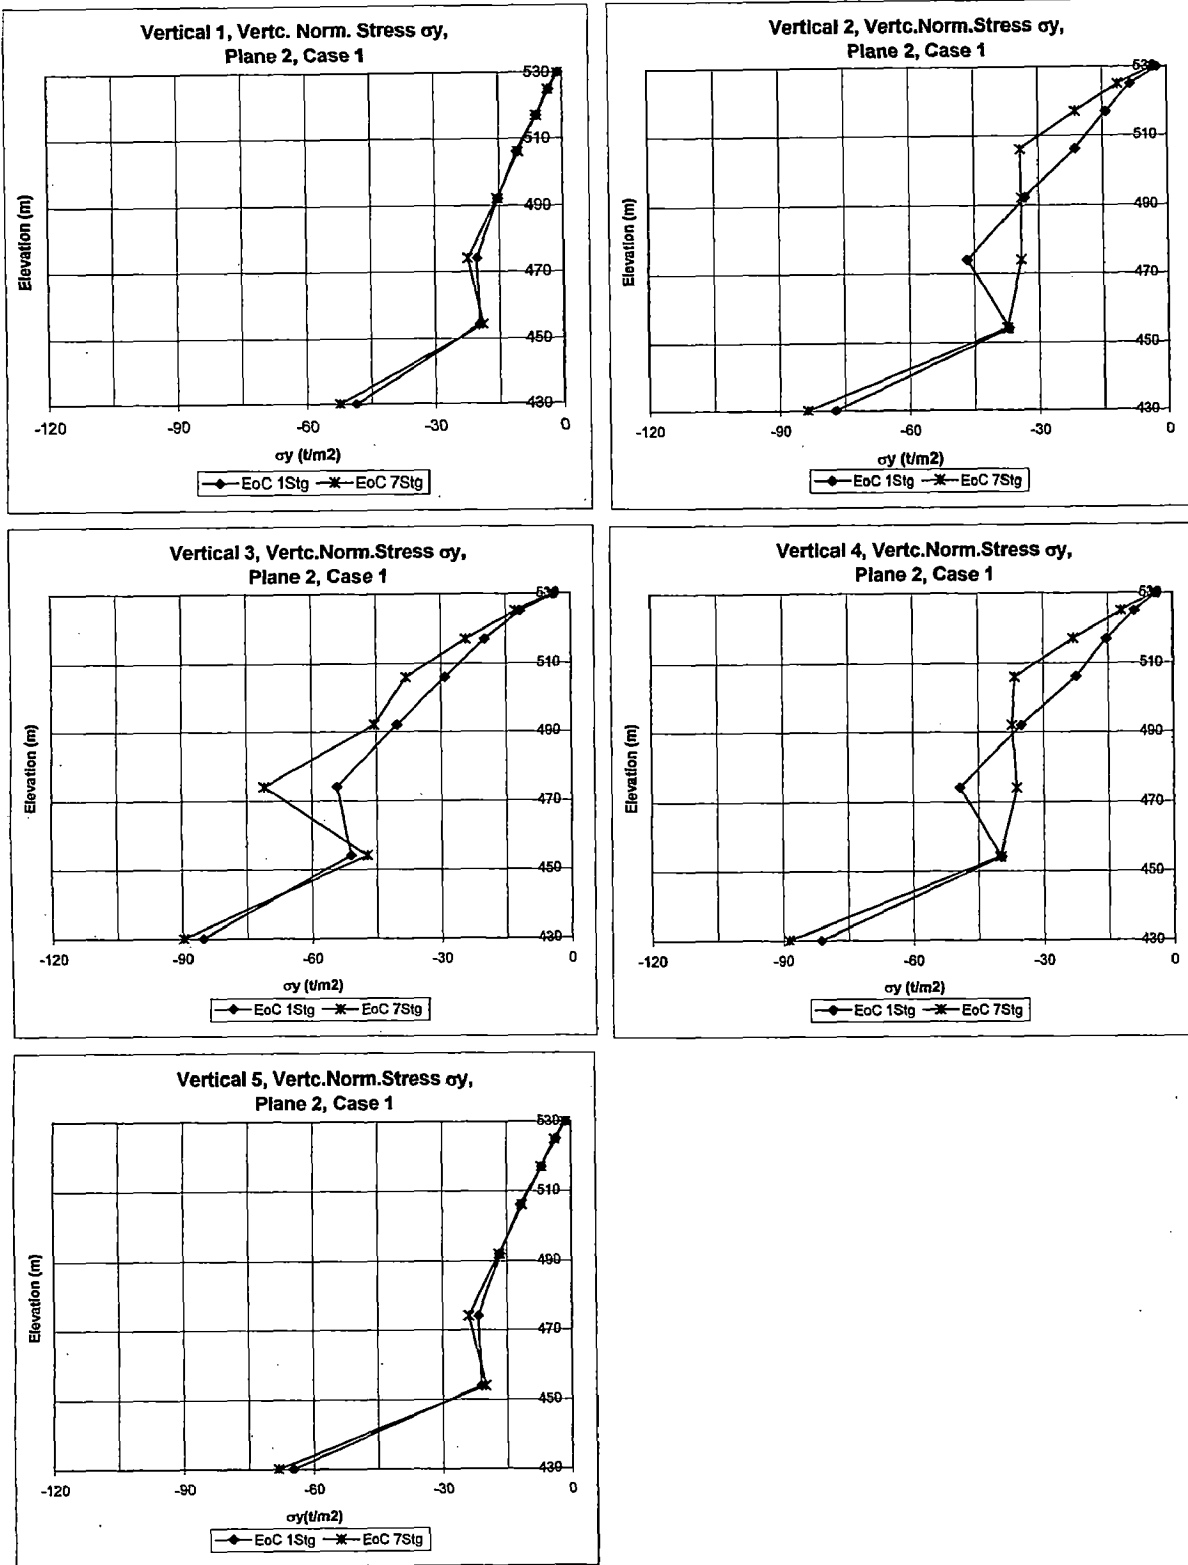 Vertical 1, Vertc. Norm. Stress σy,
Plane 2, Case 1
Elevation (m)
530
510
490
470
450
430
-120 -90 -60 -30 0
σy (t/m2)
EoC 1Stg EoC 7Stg
Vertical 2, Vertc.Norm.Stress σy,
Plane 2, Case 1
Elevation (m)
530
510
490
470
450
430
-120 -90 -60 -30 0
σy (t/m2)
EoC 1Stg EoC 7Stg
Vertical 3, Vertc.Norm.Stress σy,
Plane 2, Case 1
Elevation (m)
530
510
490
470
450
430
-120 -90 -60 -30 0
σy (t/m2)
EoC 1Stg EoC 7Stg
Vertical 4, Vertc.Norm.Stress σy,
Plane 2, Case 1
Elevation (m)
530
510
490
470
450
430
-120 -90 -60 -30 0
σy (t/m2)
EoC 1Stg EoC 7Stg
Vertical 5, Vertc.Norm.Stress σy,
Plane 2, Case 1
Elevation (m)
530
510
490
470
450
430
-120 -90 -60 -30 0
σy(t/m2)
EoC 1Stg EoC 7Stg